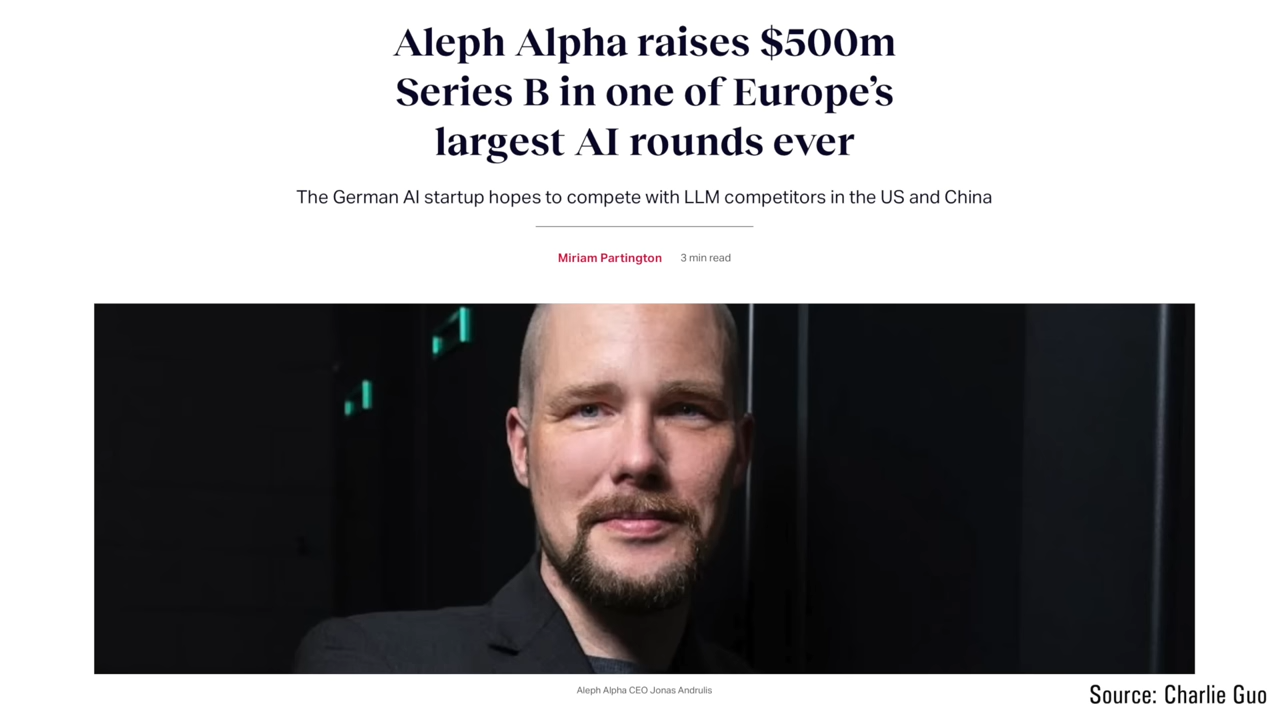 Aleph Alpha raises $500m
Series B in one of Europe’s
largest AI rounds ever
The German AI startup hopes to compete with LLM competitors in the US and China
Miriam Partington 3 min read
Aleph Alpha CEO Jonas Andrulis
Source: Charlie Guo